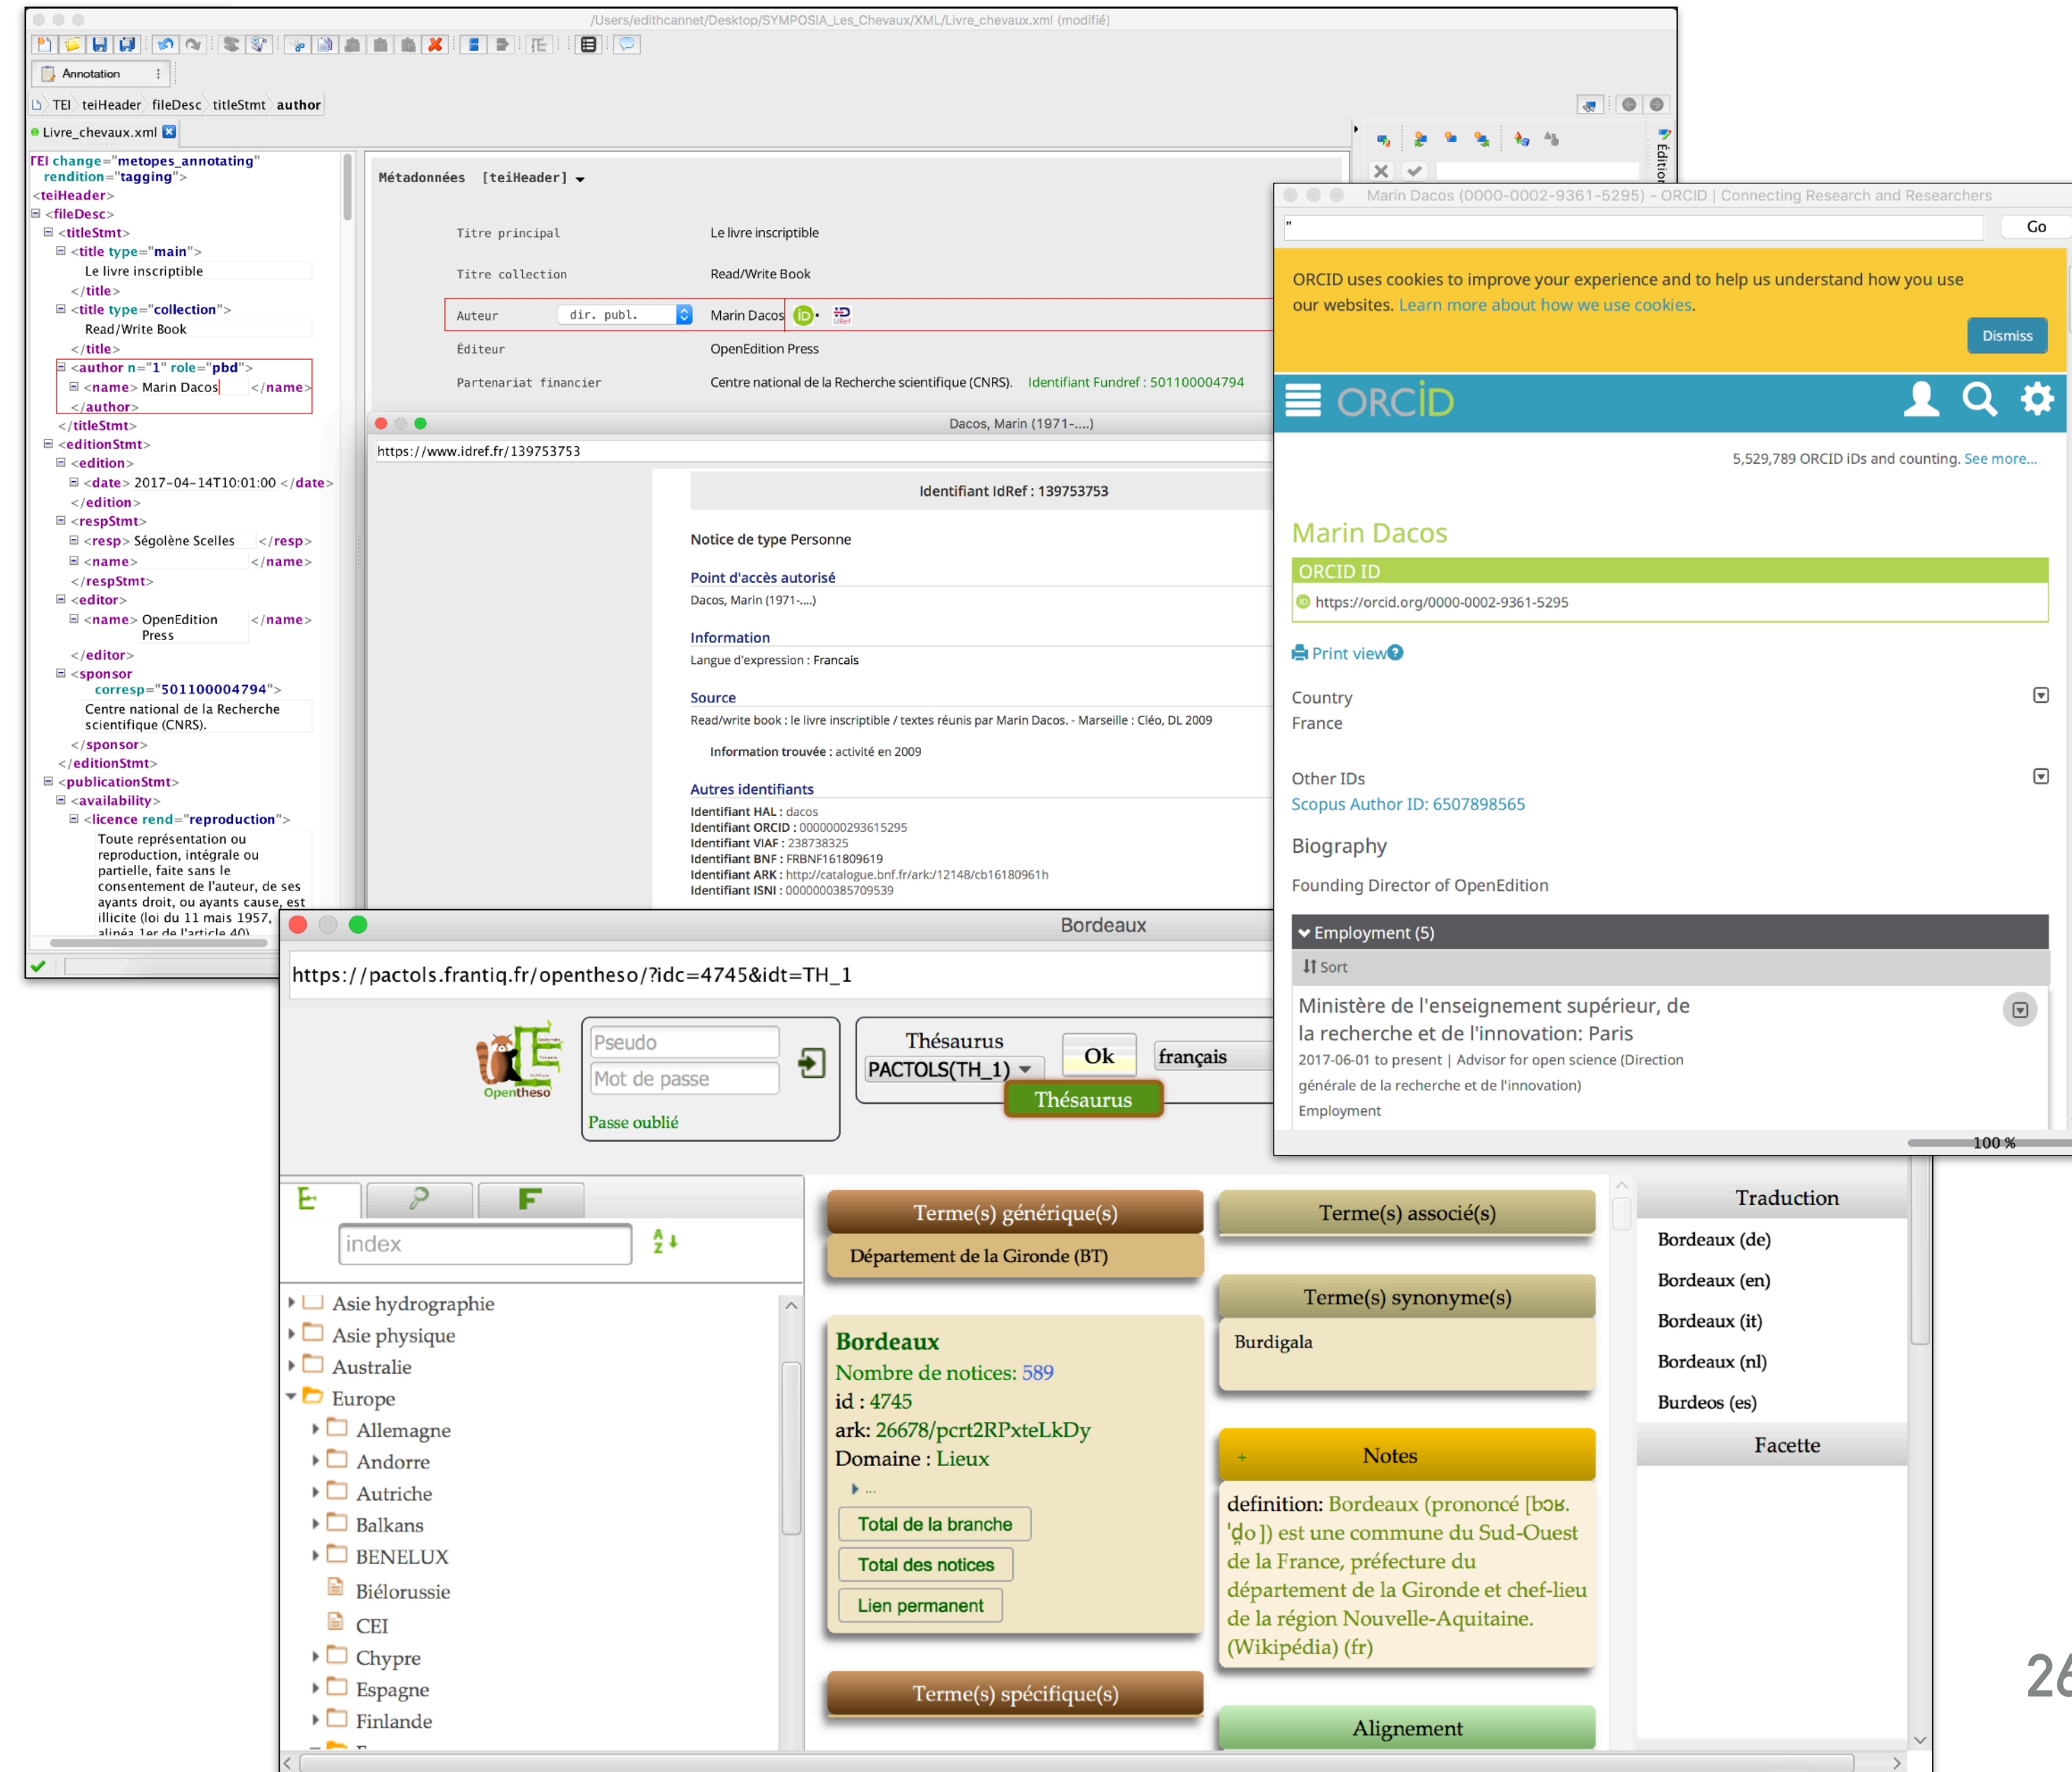 /Users/edithcannet/Desktop/SYMPOSIA_Les_Chevaux/XML/Livre_chevaux.xml (modifié)
Annotation
TEI teiHeader fileDesc titleStmt author
Livre_chevaux.xml
TEI change="metopes_annotating"
rendition="tagging">
<teiHeader>
<fileDesc>
<titleStmt>
<title type="main">
Le livre inscriptible
</title>
<title type="collection">
Read/Write Book
</title>
<author n="1" role="pbd">
<name> Marin Dacos </name>
</author>
</titleStmt>
<editionStmt>
<edition>
<date> 2017-04-14T10:01:00 </date>
</edition>
<respStmt>
<resp> Ségolène Scelles </resp>
<name> </name>
</respStmt>
<editor>
<name> OpenEdition </name>
Press
</editor>
<sponsor
corresp="501100004794">
Centre national de la Recherche
scientifique (CNRS).
</sponsor>
</editionStmt>
<publicationStmt>
<availability>
<licence rend="reproduction">
Toute représentation ou
reproduction, intégrale ou
partielle, faite sans le
consentement de l'auteur, de ses
ayants droit, ou ayants cause, est
illicite (loi du 11 mais 1957,
alinéa 1er de l'article 40)
Métadonnées [teiHeader]
Titre principal Le livre inscriptible
Titre collection Read/Write Book
Auteur dir. publ. Marin Dacos iD
Éditeur OpenEdition Press
Partenariat financier Centre national de la Recherche scientifique (CNRS). Identifiant Fundref : 501100004794
Édition
Dacos, Marin (1971-....)
https://www.idref.fr/139753753
Identifiant IdRef : 139753753
Notice de type Personne
Point d'accès autorisé
Dacos, Marin (1971-....)
Information
Langue d'expression : Francais
Source
Read/write book : le livre inscriptible / textes réunis par Marin Dacos. - Marseille : Cléo, DL 2009
Information trouvée : activité en 2009
Autres identifiants
Identifiant HAL : dacos
Identifiant ORCID : 0000000293615295
Identifiant VIAF : 238738325
Identifiant BNF : FRBNF161809619
Identifiant ARK : http://catalogue.bnf.fr/ark:/12148/cb16180961h
Identifiant ISNI : 0000000385709539
Marin Dacos (0000-0002-9361-5295) - ORCID | Connecting Research and Researchers
"
Go
ORCID uses cookies to improve your experience and to help us understand how you use
our websites. Learn more about how we use cookies.
Dismiss
ORCID
5,529,789 ORCID iDs and counting. See more...
Marin Dacos
ORCID ID
https://orcid.org/0000-0002-9361-5295
Print view
Country
France
Other IDs
Scopus Author ID: 6507898565
Biography
Founding Director of OpenEdition
Employment (5)
Sort
Ministère de l'enseignement supérieur, de
la recherche et de l'innovation: Paris
2017-06-01 to present | Advisor for open science (Direction
générale de la recherche et de l'innovation)
Employment
100 %
Bordeaux
https://pactols.frantiq.fr/opentheso/?idc=4745&idt=TH_1
Opentheso
Pseudo
Mot de passe
Passe oublié
Thésaurus
PACTOLS(TH_1)
Ok
français
Thésaurus
index
Asie hydrographie
Asie physique
Australie
Europe
Allemagne
Andorre
Autriche
Balkans
BENELUX
Biélorussie
CEI
Chypre
Espagne
Finlande
Terme(s) générique(s)
Département de la Gironde (BT)
Bordeaux
Nombre de notices: 589
id : 4745
ark: 26678/pcrt2RPxteLkDy
Domaine : Lieux
...
Total de la branche
Total des notices
Lien permanent
Terme(s) spécifique(s)
Terme(s) associé(s)
Terme(s) synonyme(s)
Burdigala
+ Notes
definition: Bordeaux (prononcé [bɔʁ.
ˈd̪o ]) est une commune du Sud-Ouest
de la France, préfecture du
département de la Gironde et chef-lieu
de la région Nouvelle-Aquitaine.
(Wikipédia) (fr)
Alignement
Traduction
Bordeaux (de)
Bordeaux (en)
Bordeaux (it)
Bordeaux (nl)
Burdeos (es)
Facette
26